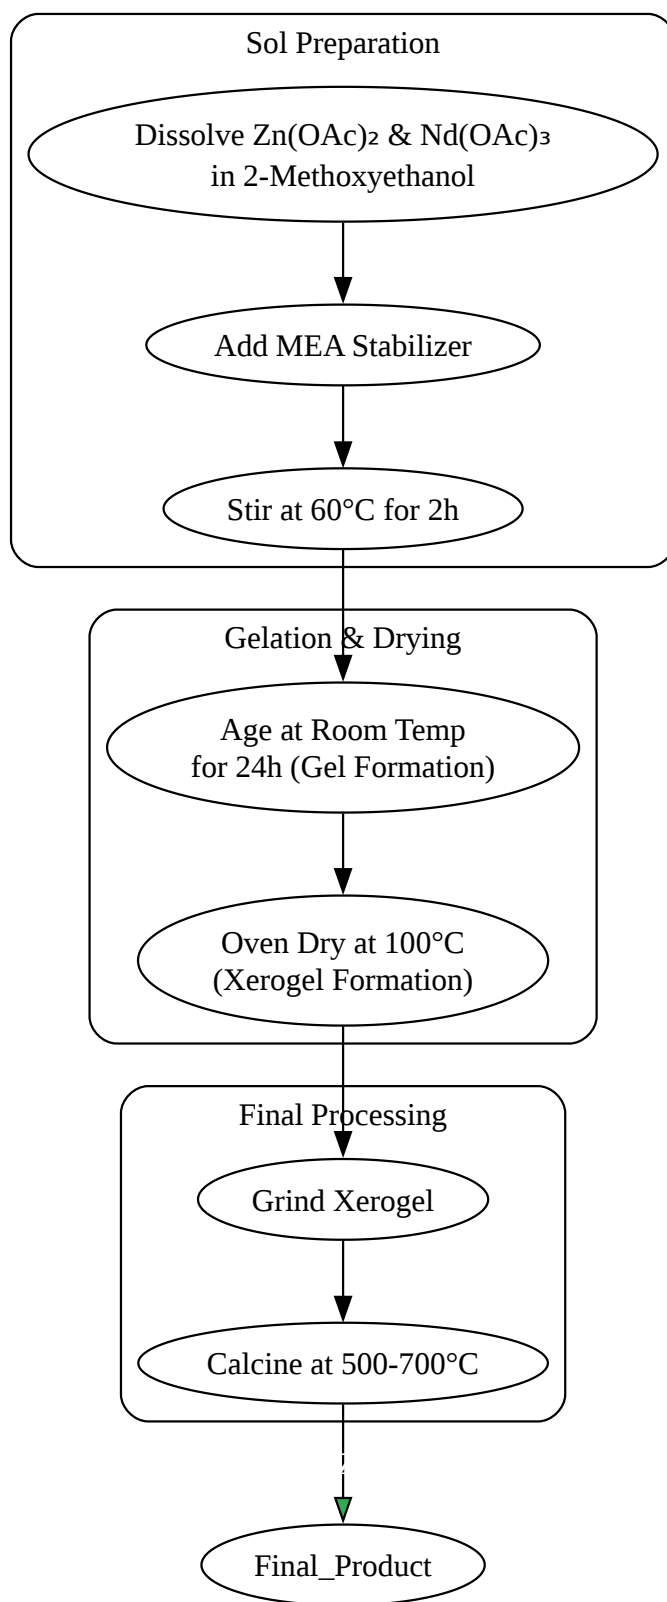 Sol Preparation
Dissolve Zn(OAc)₂ & Nd(OAc)₃
in 2-Methoxyethanol
Add MEA Stabilizer
Stir at 60°C for 2h
Gelation & Drying
Age at Room Temp
for 24h (Gel Formation)
Oven Dry at 100°C
(Xerogel Formation)
Final Processing
Grind Xerogel
Calcine at 500-700°C
Final_Product